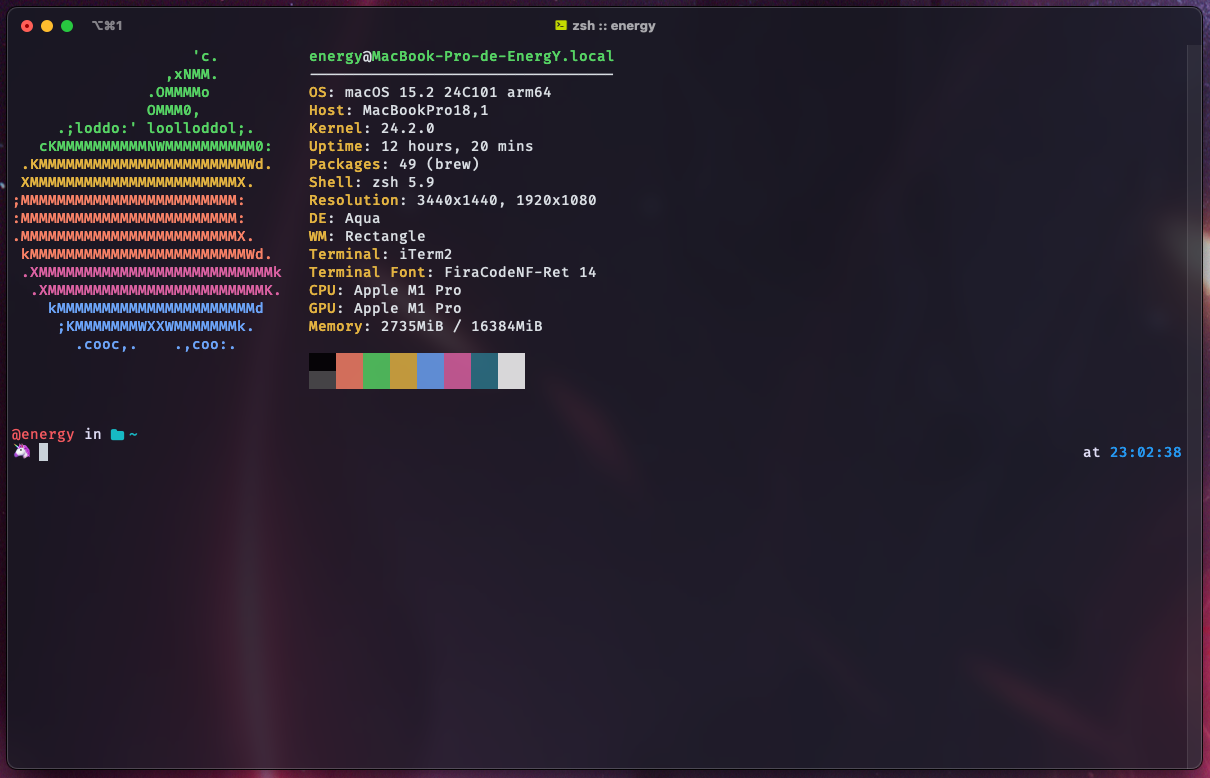 ⌥⌘1 zsh :: energy
'c. energy@MacBook-Pro-de-EnergY.local
,xNMM. ----------------------------------
.OMMMMo OS: macOS 15.2 24C101 arm64
OMMM0, Host: MacBookPro18,1
.;loddo:' loolloddol;. Kernel: 24.2.0
cKMMMMMMMMMMNWMMMMMMMMMM0: Uptime: 12 hours, 20 mins
.KMMMMMMMMMMMMMMMMMMMMMMMWd. Packages: 49 (brew)
XMMMMMMMMMMMMMMMMMMMMMMMX. Shell: zsh 5.9
;MMMMMMMMMMMMMMMMMMMMMMMM: Resolution: 3440x1440, 1920x1080
:MMMMMMMMMMMMMMMMMMMMMMMM: DE: Aqua
.MMMMMMMMMMMMMMMMMMMMMMMMX. WM: Rectangle
kMMMMMMMMMMMMMMMMMMMMMMMMWd. Terminal: iTerm2
.XMMMMMMMMMMMMMMMMMMMMMMMMMMk Terminal Font: FiraCodeNF-Ret 14
.XMMMMMMMMMMMMMMMMMMMMMMMMK. CPU: Apple M1 Pro
kMMMMMMMMMMMMMMMMMMMMMMd GPU: Apple M1 Pro
;KMMMMMMMWXXWMMMMMMMk. Memory: 2735MiB / 16384MiB
.cooc,. .,coo:.
@energy in ~
at 23:02:38